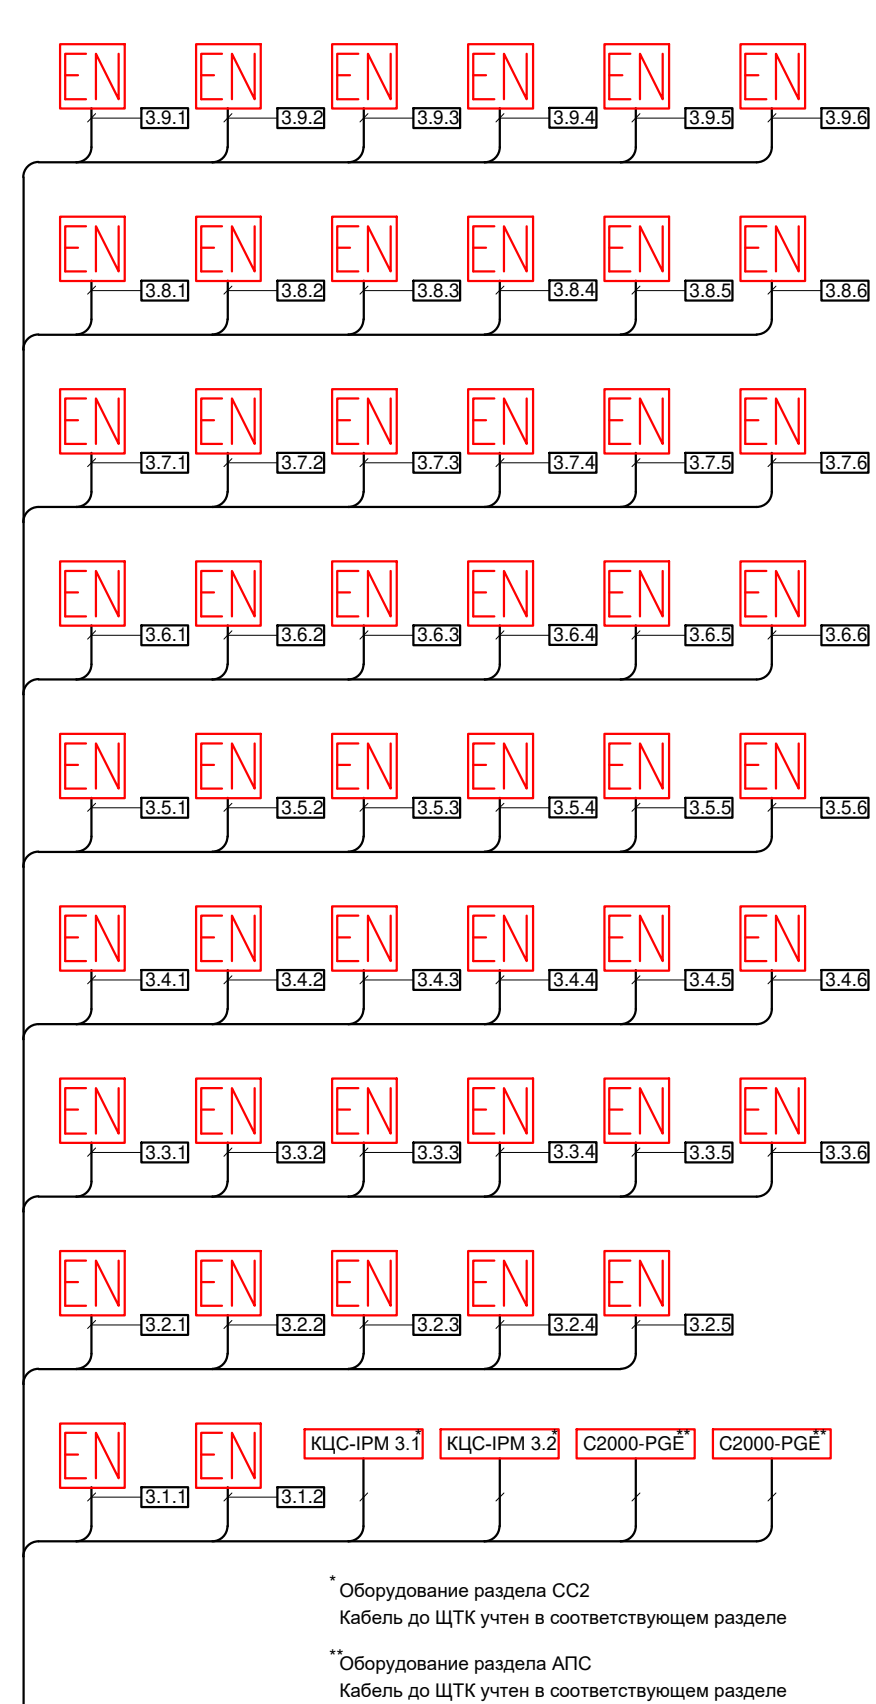 EN EN EN EN EN EN
3.9.1 3.9.2 3.9.3 3.9.4 3.9.5 3.9.6
EN EN EN EN EN EN
3.8.1 3.8.2 3.8.3 3.8.4 3.8.5 3.8.6
EN EN EN EN EN EN
3.7.1 3.7.2 3.7.3 3.7.4 3.7.5 3.7.6
EN EN EN EN EN EN
3.6.1 3.6.2 3.6.3 3.6.4 3.6.5 3.6.6
EN EN EN EN EN EN
3.5.1 3.5.2 3.5.3 3.5.4 3.5.5 3.5.6
EN EN EN EN EN EN
3.4.1 3.4.2 3.4.3 3.4.4 3.4.5 3.4.6
EN EN EN EN EN EN
3.3.1 3.3.2 3.3.3 3.3.4 3.3.5 3.3.6
EN EN EN EN EN
3.2.1 3.2.2 3.2.3 3.2.4 3.2.5
EN EN КЦС-IPM 3.1* КЦС-IPM 3.2* С2000-PGE** С2000-PGE**
3.1.1 3.1.2
* Оборудование раздела СС2
Кабель до ЩТК учтен в соответствующем разделе
** Оборудование раздела АПС
Кабель до ЩТК учтен в соответствующем разделе